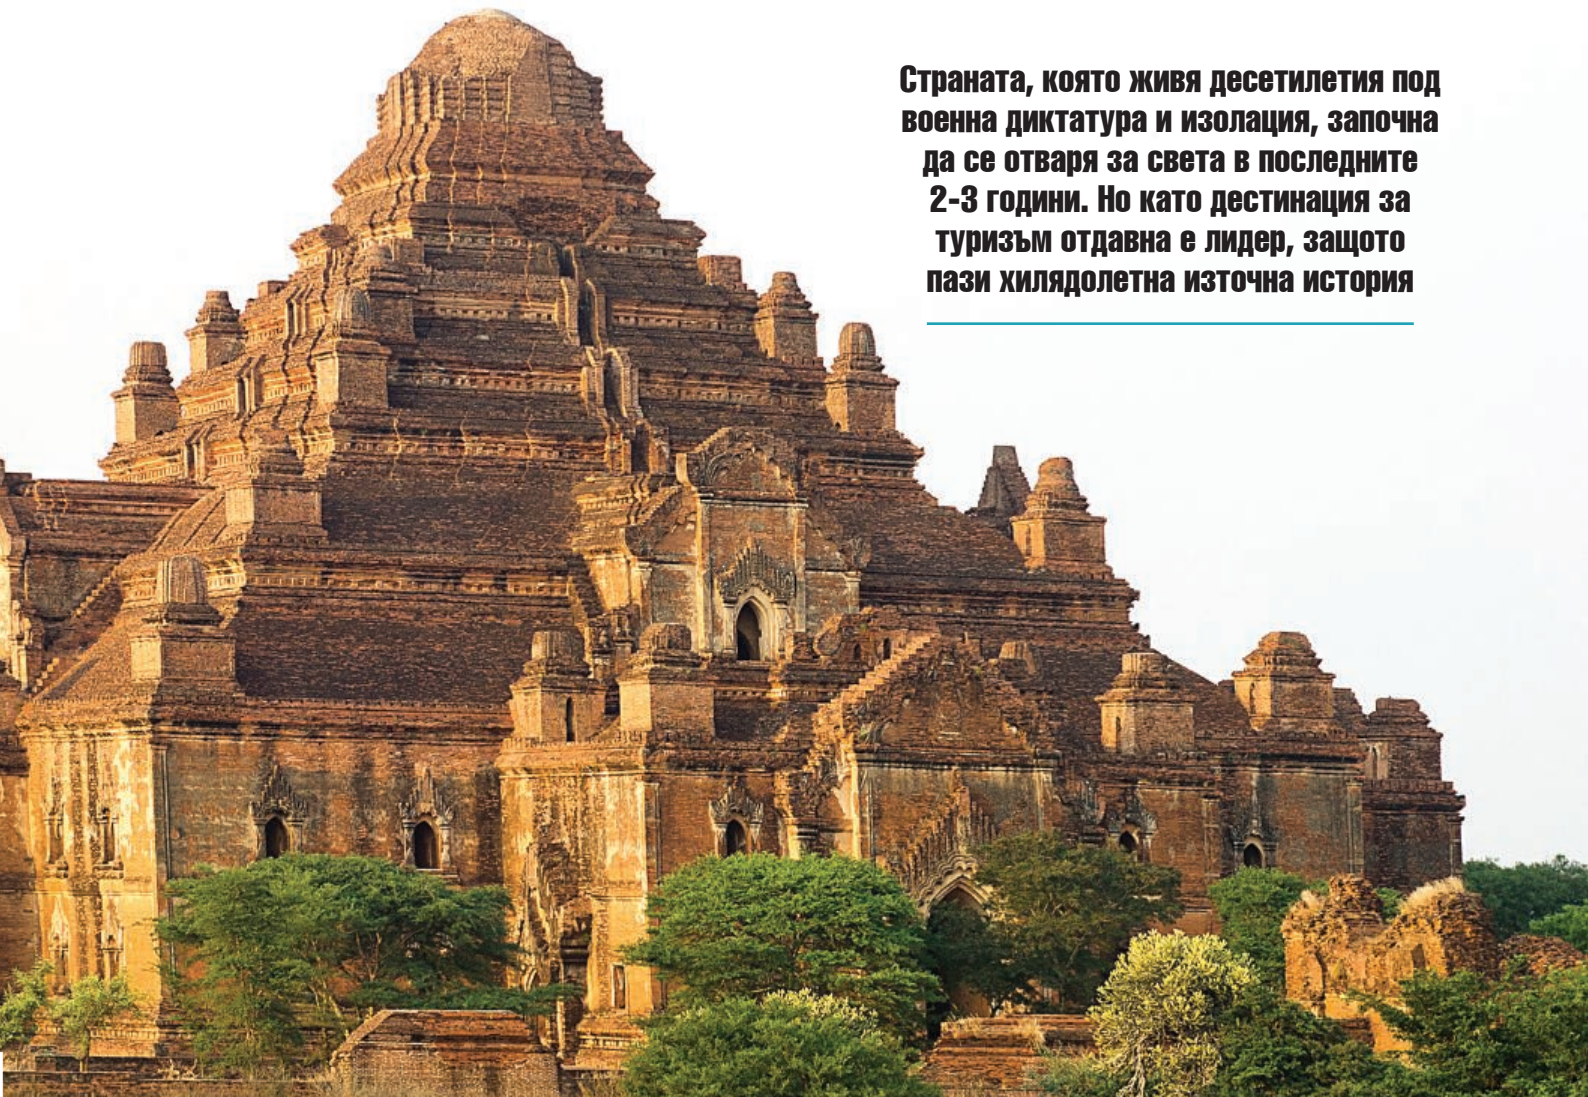 Страната, която живя десетилетия под
военна диктатура и изолация, започна
да се отваря за света в последните
2-3 години. Но като дестинация за
туризъм отдавна е лидер, защото
пази хилядолетна източна история